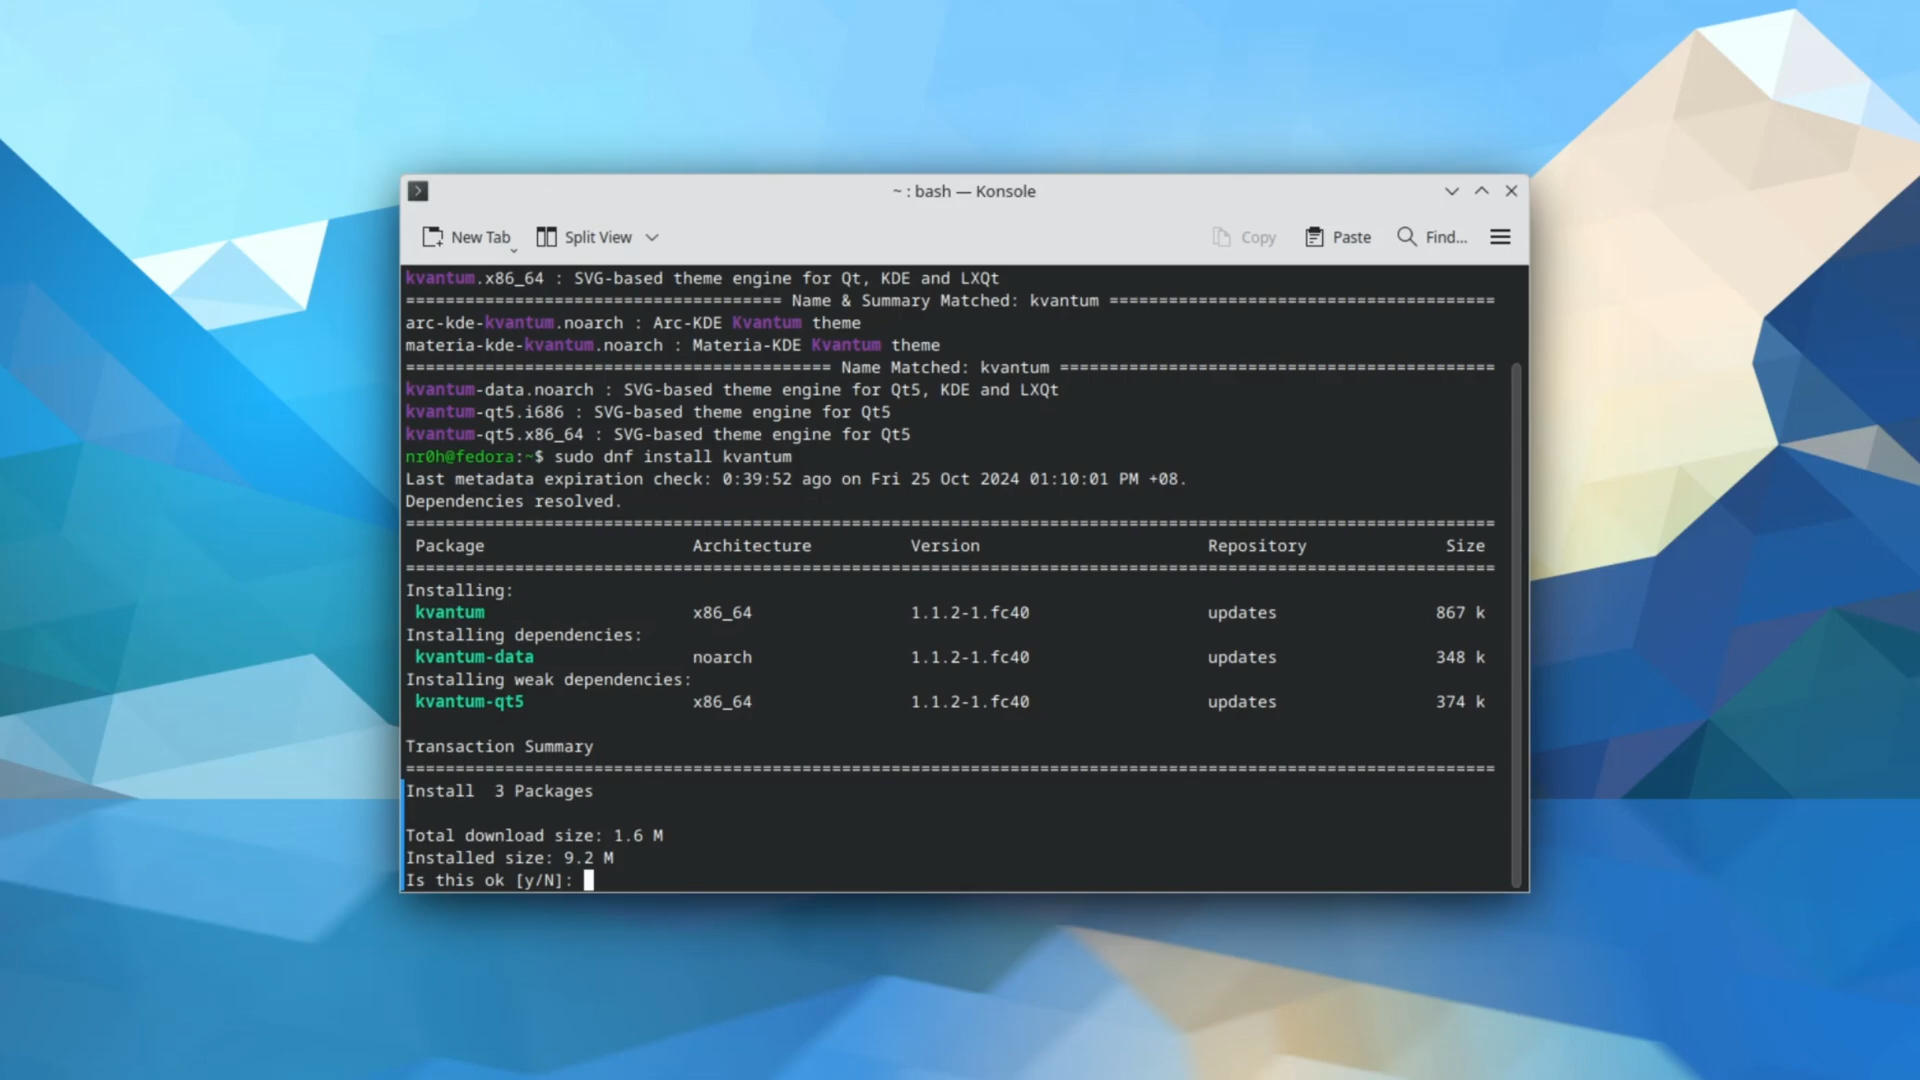 ~ : bash — Konsole
New Tab Split View Copy Paste Find...
kvantum.x86_64 : SVG-based theme engine for Qt, KDE and LXQt
====================================== Name & Summary Matched: kvantum =======================================
arc-kde-kvantum.noarch : Arc-KDE Kvantum theme
materia-kde-kvantum.noarch : Materia-KDE Kvantum theme
=========================================== Name Matched: kvantum ============================================
kvantum-data.noarch : SVG-based theme engine for Qt5, KDE and LXQt
kvantum-qt5.i686 : SVG-based theme engine for Qt5
kvantum-qt5.x86_64 : SVG-based theme engine for Qt5
nr0h@fedora:~$ sudo dnf install kvantum
Last metadata expiration check: 0:39:52 ago on Fri 25 Oct 2024 01:10:01 PM +08.
Dependencies resolved.
==============================================================================================================
Package Architecture Version Repository Size
==============================================================================================================
Installing:
kvantum x86_64 1.1.2-1.fc40 updates 867 k
Installing dependencies:
kvantum-data noarch 1.1.2-1.fc40 updates 348 k
Installing weak dependencies:
kvantum-qt5 x86_64 1.1.2-1.fc40 updates 374 k
Transaction Summary
==============================================================================================================
Install 3 Packages
Total download size: 1.6 M
Installed size: 9.2 M
Is this ok [y/N]: